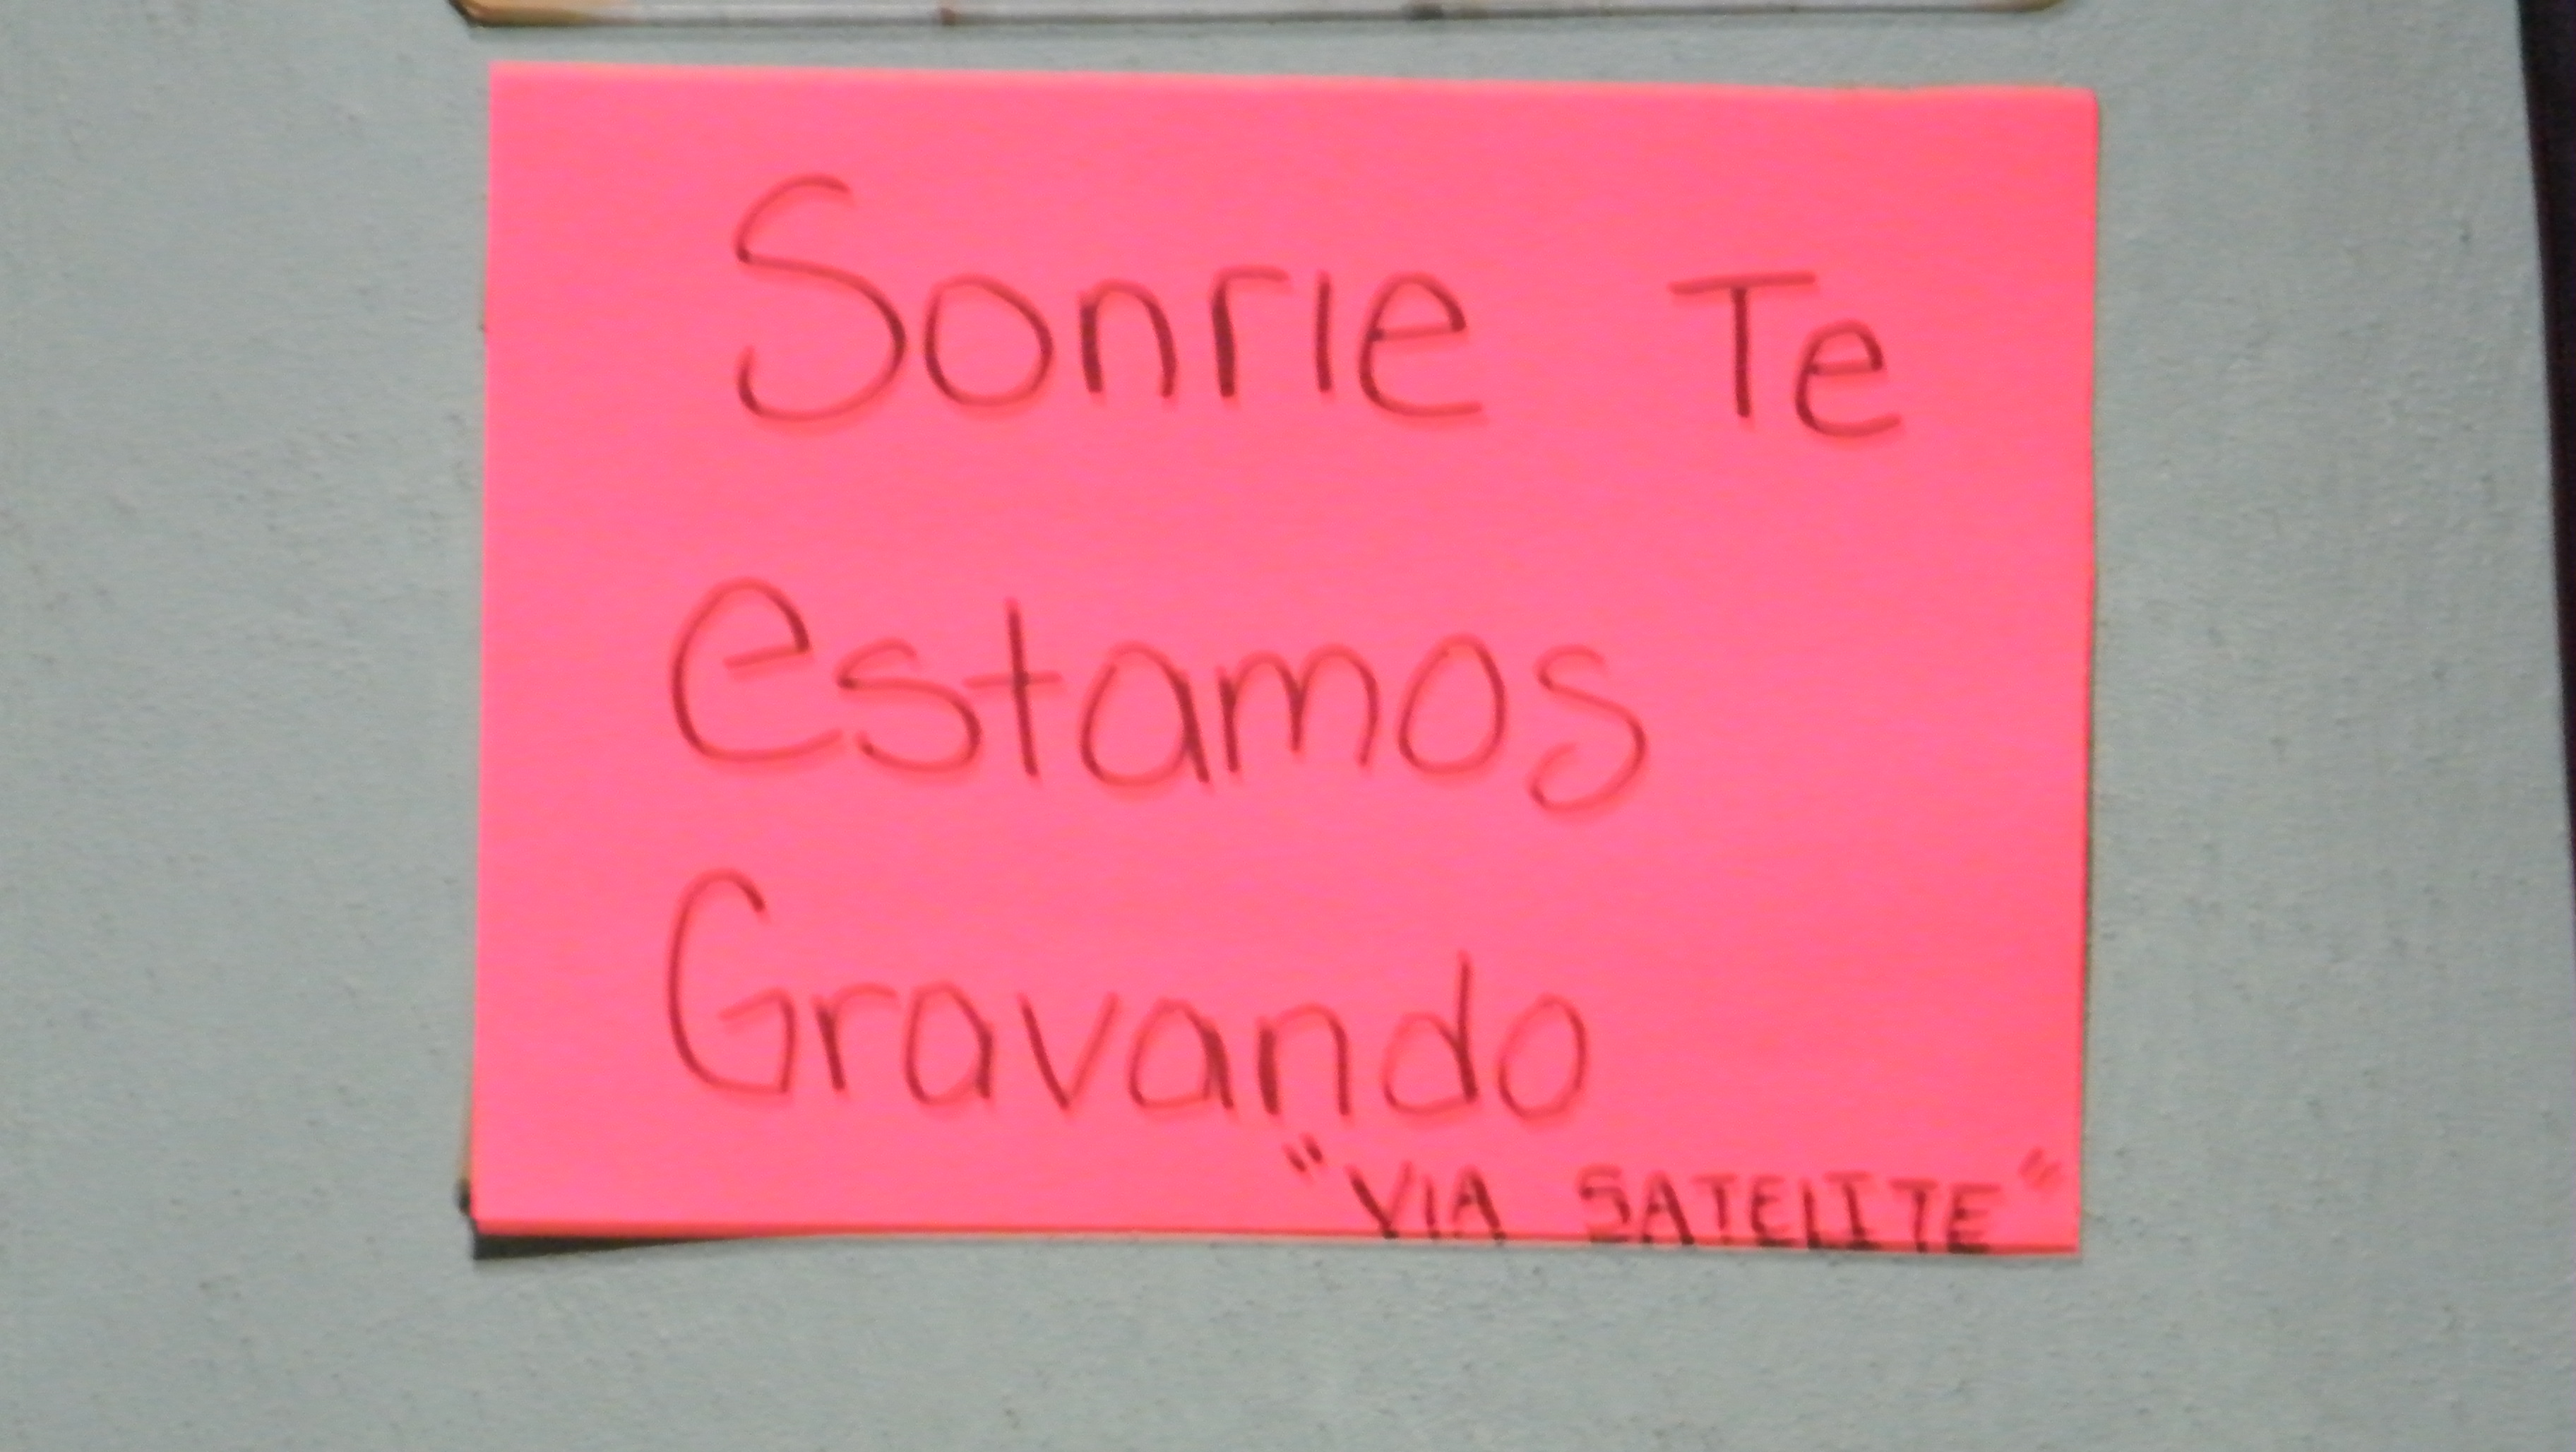 Sonrie Te
estamos
Gravando
"VIA SATELITE"